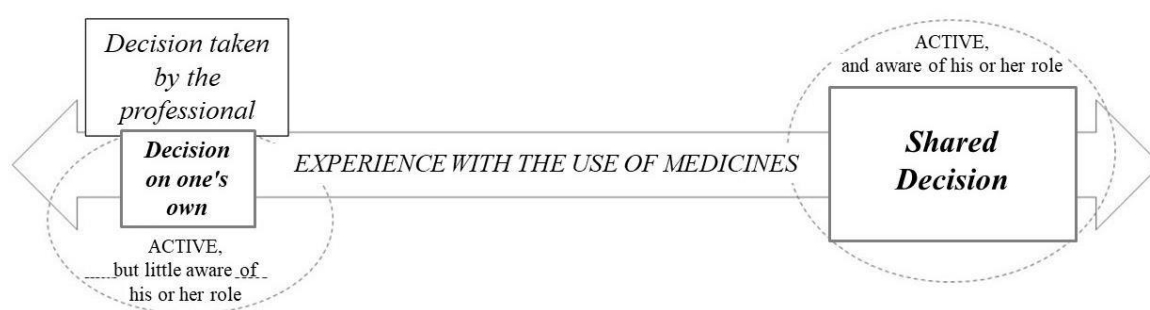 Decision taken
by the
professional
Decision
on one's
own
ACTIVE,
but little aware of
his or her role
EXPERIENCE WITH THE USE OF MEDICINES
ACTIVE,
and aware of his or her role
Shared
Decision